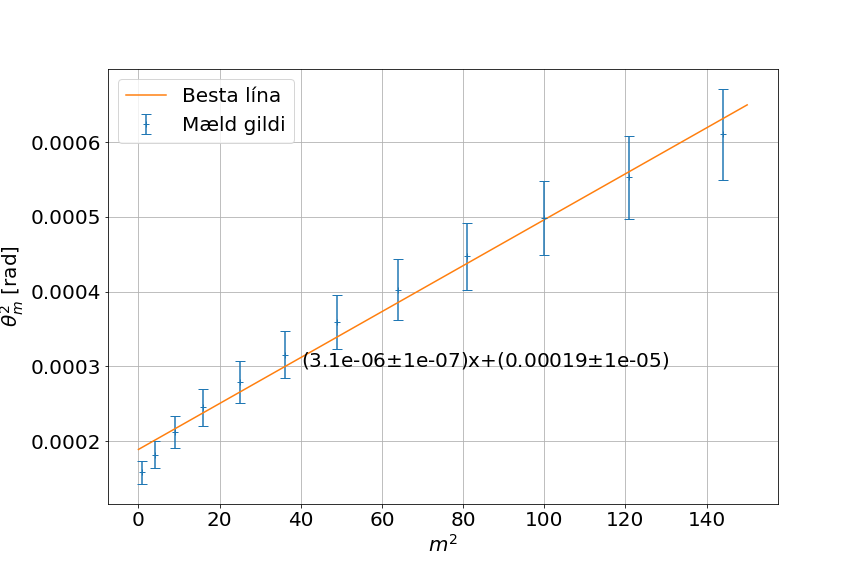 Besta lína
Mæld gildi
0.0006
0.0005
0.0004
0.0003
0.0002
θ²ₘ [rad]
(3.1e-06±1e-07)x+(0.00019±1e-05)
0 20 40 60 80 100 120 140
m²